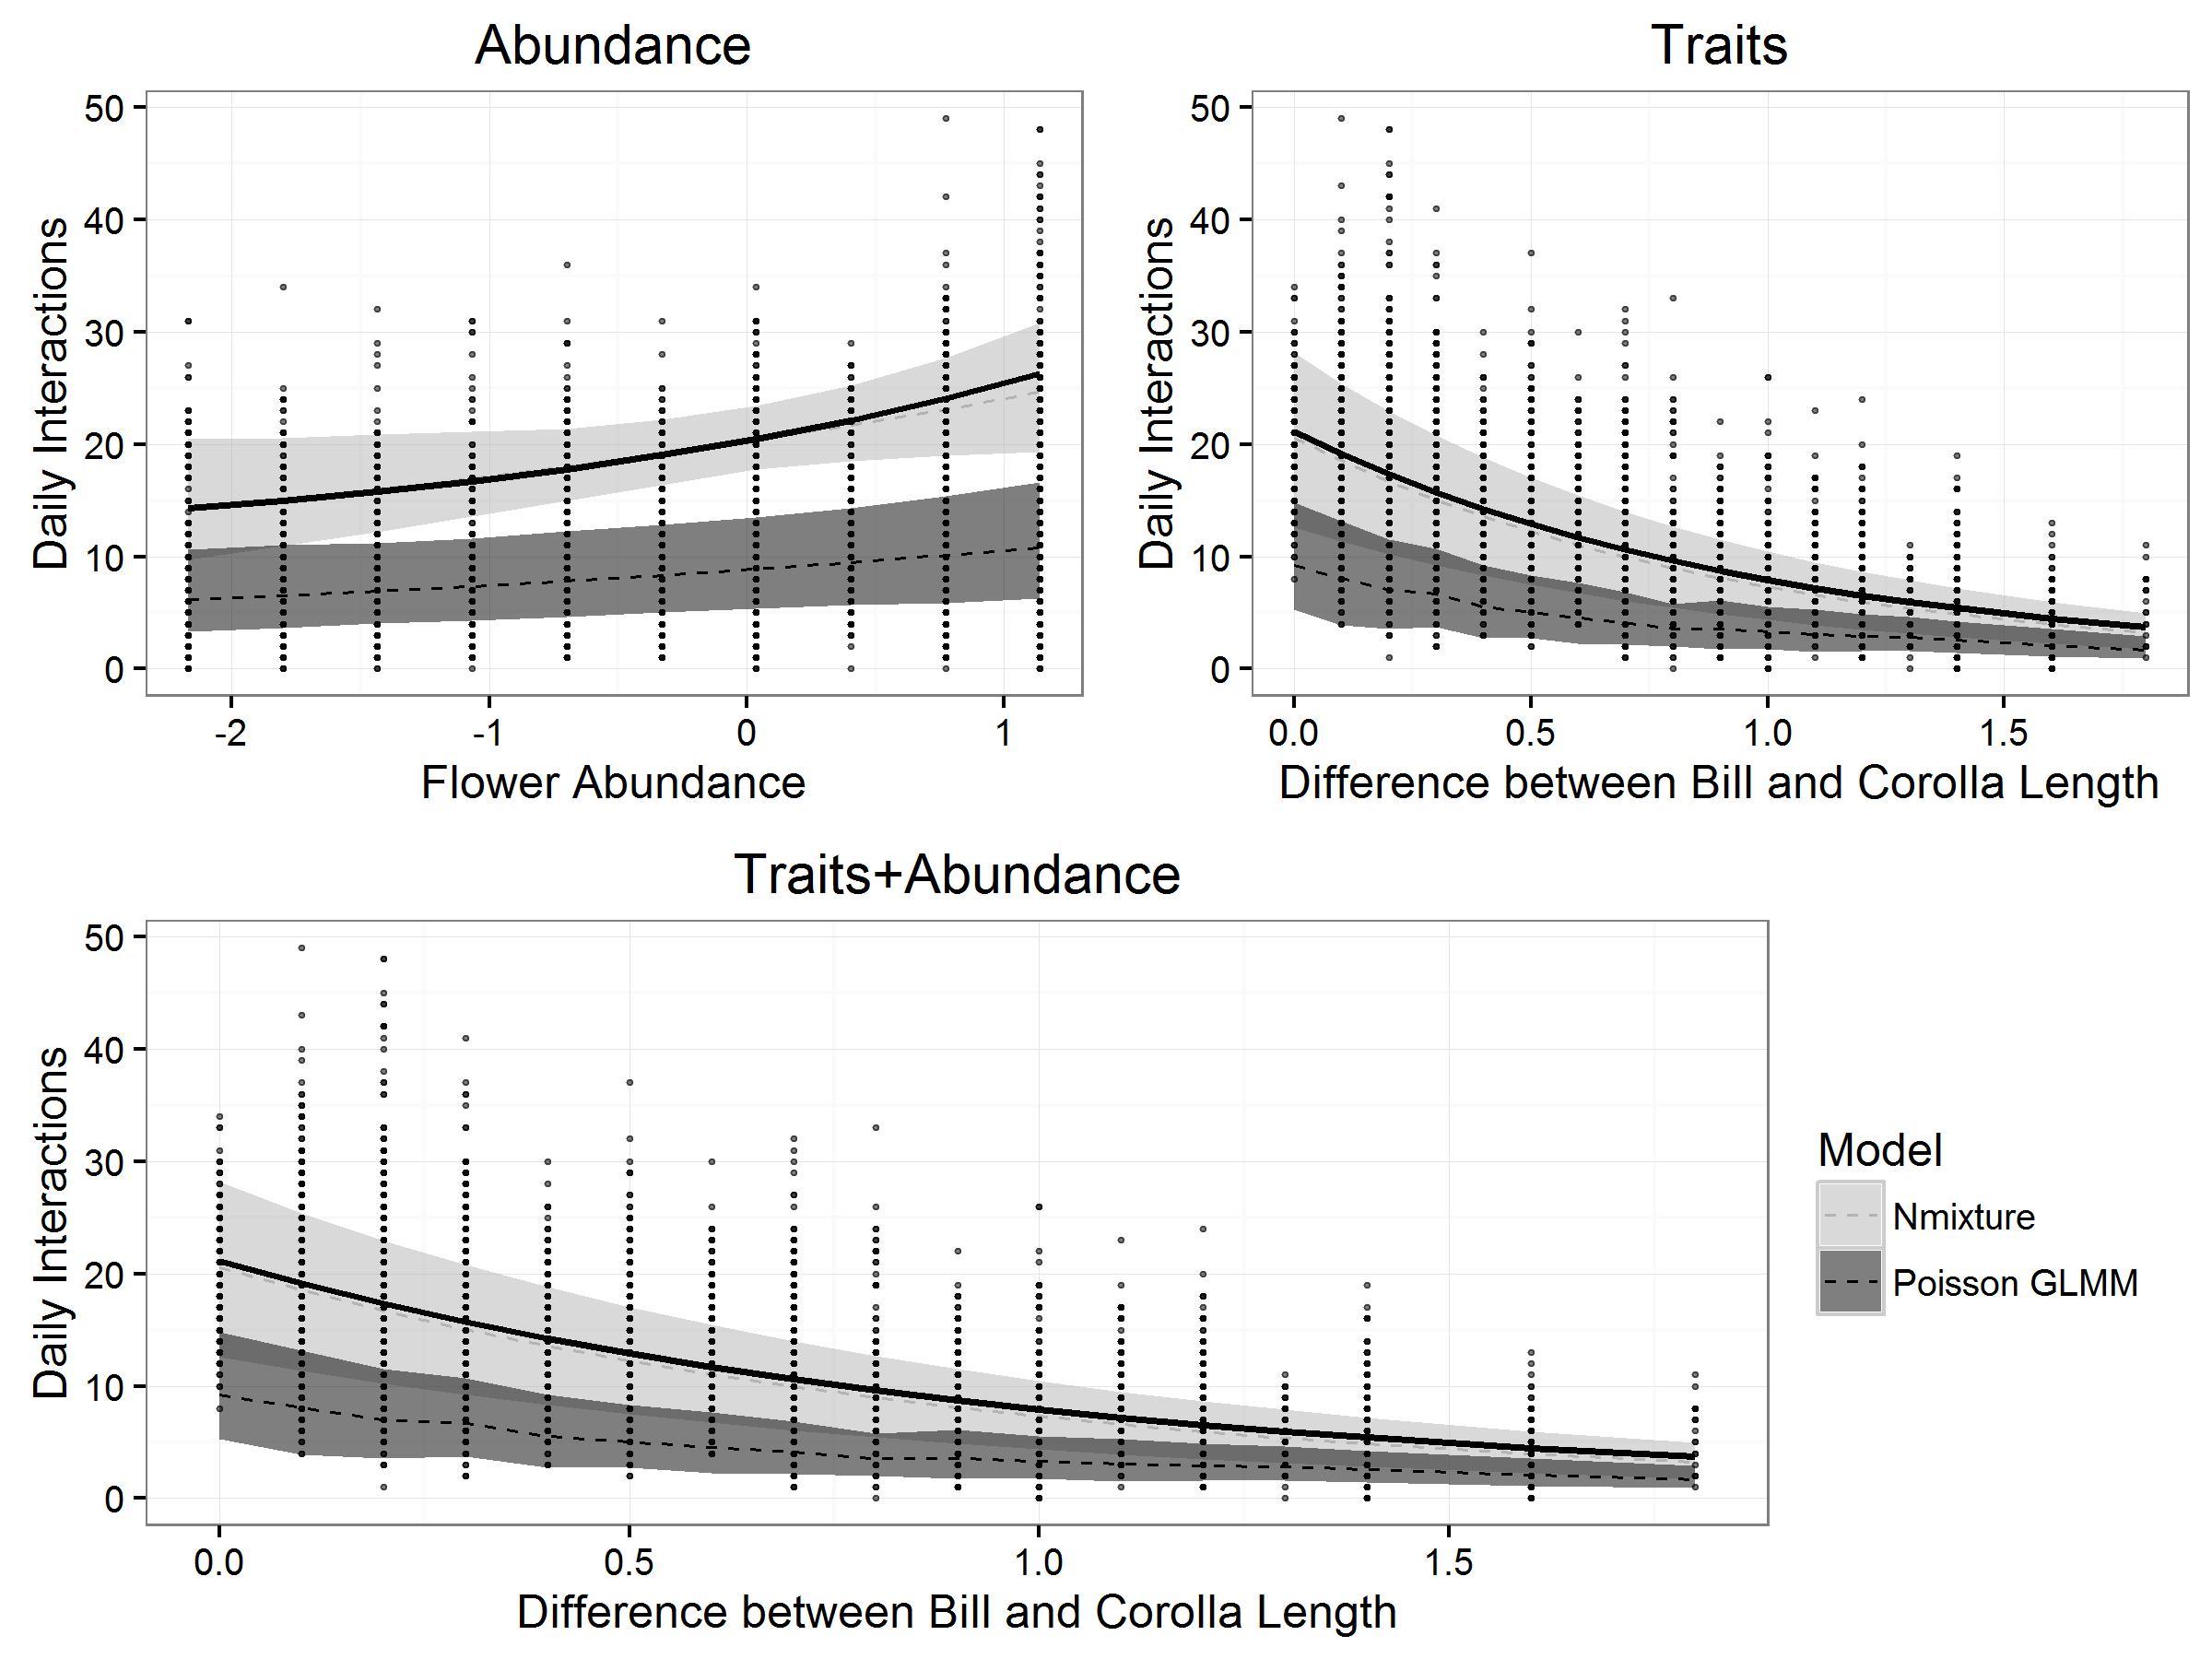 Abundance
Daily Interactions
50
40
30
20
10
0
-2 -1 0 1
Flower Abundance
Traits
Daily Interactions
50
40
30
20
10
0
0.0 0.5 1.0 1.5
Difference between Bill and Corolla Length
Traits+Abundance
Daily Interactions
50
40
30
20
10
0
0.0 0.5 1.0 1.5
Difference between Bill and Corolla Length
Model
Nmixture
Poisson GLMM